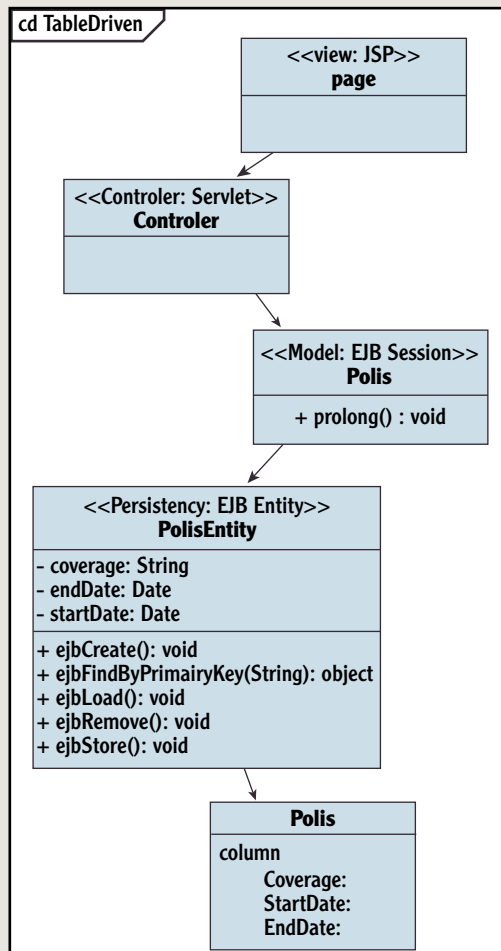 cd TableDriven
<<view: JSP>>
page
<<Controler: Servlet>>
Controler
<<Model: EJB Session>>
Polis
+ prolong() : void
<<Persistency: EJB Entity>>
PolisEntity
- coverage: String
- endDate: Date
- startDate: Date
+ ejbCreate(): void
+ ejbFindByPrimairyKey(String): object
+ ejbLoad(): void
+ ejbRemove(): void
+ ejbStore(): void
Polis
column
Coverage:
StartDate:
EndDate: